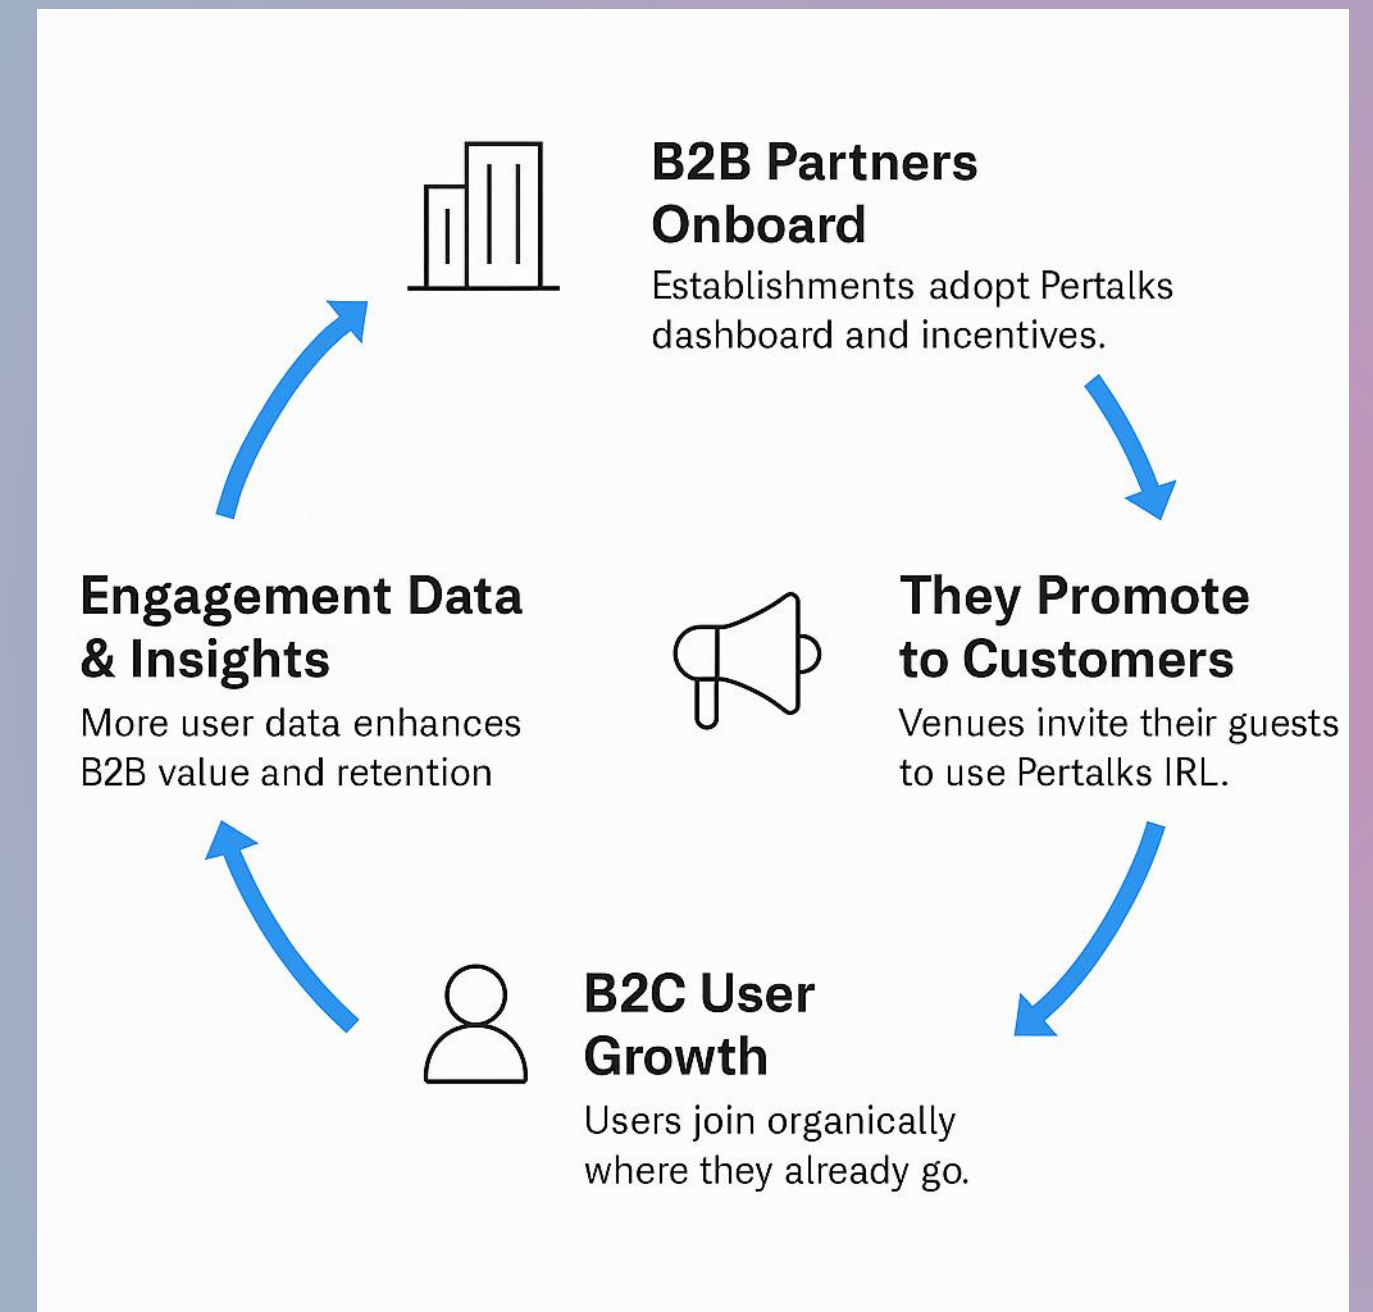 B2B Partners
Onboard
Establishments adopt Pertalks
dashboard and incentives.
They Promote
to Customers
Venues invite their guests
to use Pertalks IRL.
B2C User
Growth
Users join organically
where they already go.
Engagement Data
& Insights
More user data enhances
B2B value and retention